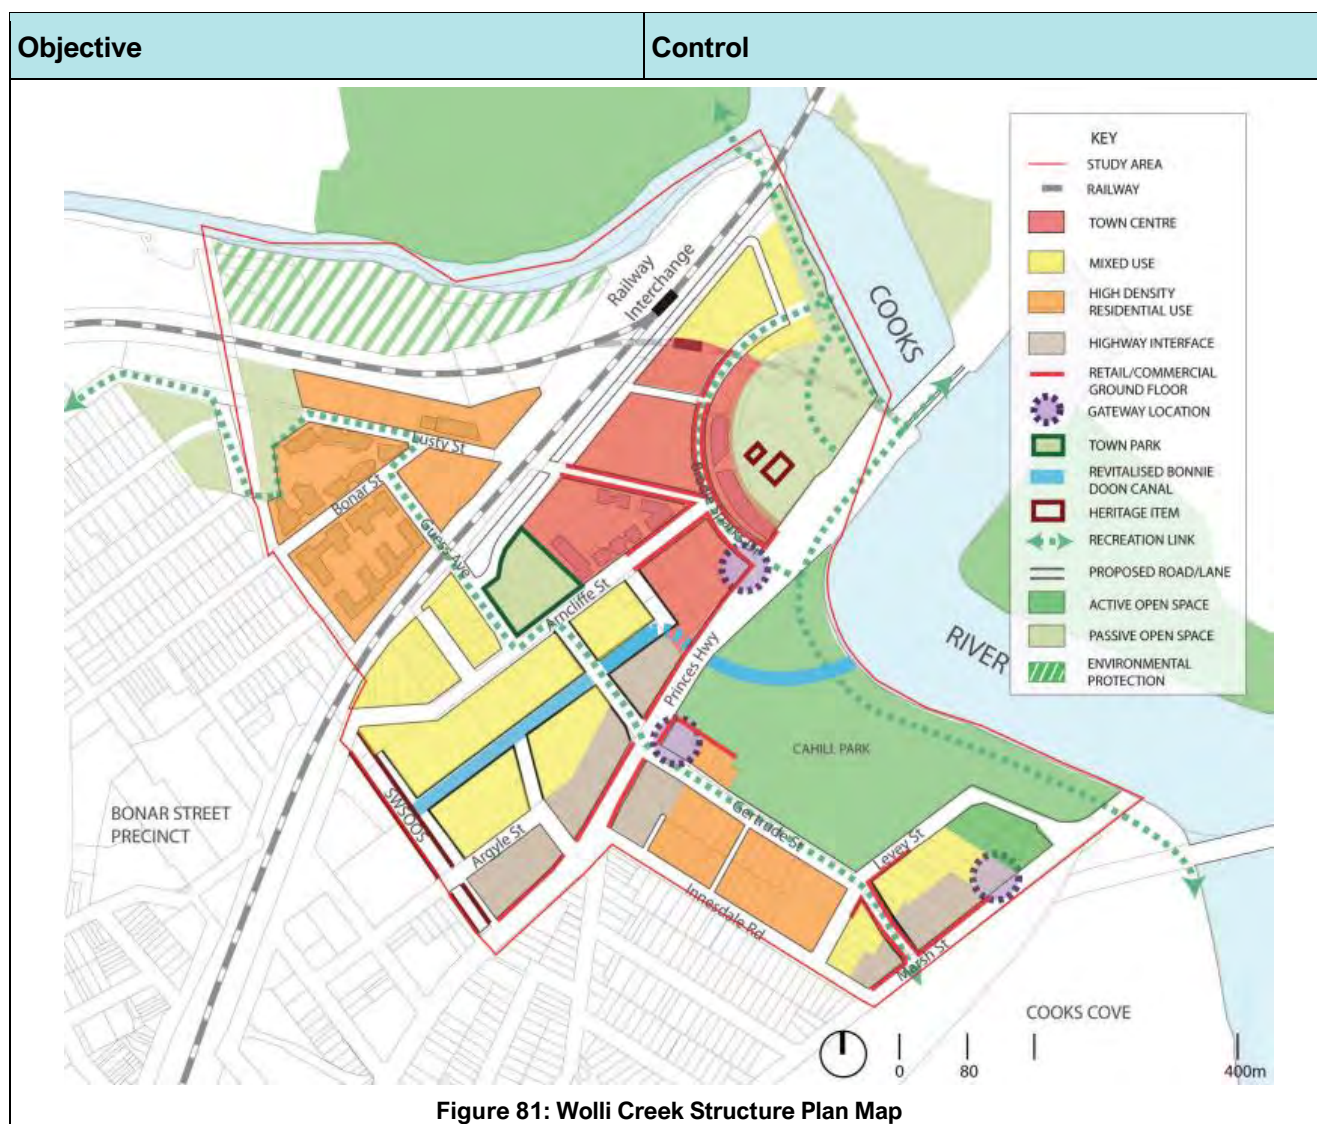 Objective
Control
Railway
Interchange
COOKS
KEY
STUDY AREA
RAILWAY
TOWN CENTRE
MIXED USE
HIGH DENSITY
RESIDENTIAL USE
HIGHWAY INTERFACE
RETAIL/COMMERCIAL
GROUND FLOOR
GATEWAY LOCATION
TOWN PARK
REVITALISED BONNIE
DOON CANAL
HERITAGE ITEM
RECREATION LINK
PROPOSED ROAD/LANE
ACTIVE OPEN SPACE
PASSIVE OPEN SPACE
ENVIRONMENTAL
PROTECTION
Lusty St
Bonar St
Guess Ave
Arncliffe St
Princes Hwy
RIVER
CAHILL PARK
BONAR STREET
PRECINCT
SWSOOS
Argyle St
Gertrude St
Levey St
Innesdale Rd
Marsh St
COOKS COVE
0
80
400m
Figure 81: Wolli Creek Structure Plan Map